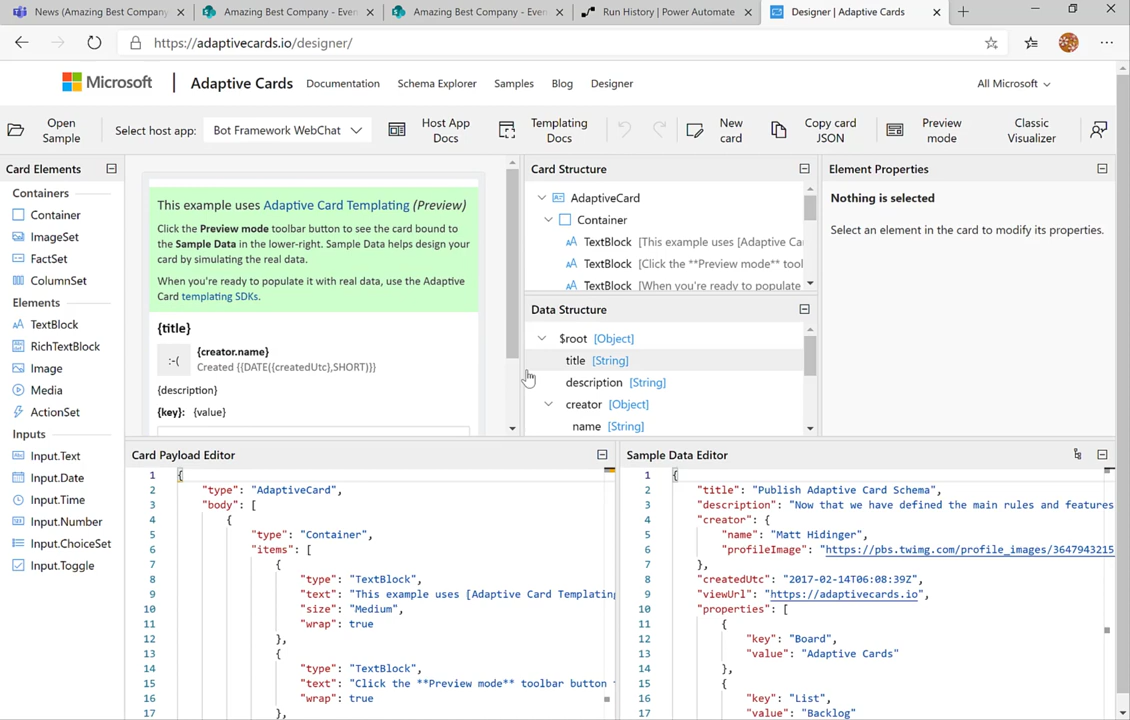 News (Amazing Best Company
Amazing Best Company - Even
Amazing Best Company - Even
Run History | Power Automate
Designer | Adaptive Cards
https://adaptivecards.io/designer/
Microsoft
Adaptive Cards
Documentation
Schema Explorer
Samples
Blog
Designer
All Microsoft
Open Sample
Select host app:
Bot Framework WebChat
Host App Docs
Templating Docs
New card
Copy card JSON
Preview mode
Classic Visualizer
Card Elements
Containers
Container
ImageSet
FactSet
ColumnSet
Elements
TextBlock
RichTextBlock
Image
Media
ActionSet
Inputs
Input.Text
Input.Date
Input.Time
Input.Number
Input.ChoiceSet
Input.Toggle
This example uses Adaptive Card Templating (Preview)
Click the Preview mode toolbar button to see the card bound to
the Sample Data in the lower-right. Sample Data helps design your
card by simulating the real data.
When you're ready to populate it with real data, use the Adaptive
Card templating SDKs.
{title}
:-(
{creator.name}
Created {{DATE({createdUtc},SHORT)}}
{description}
{key}: {value}
Card Structure
AdaptiveCard
Container
TextBlock [This example uses [Adaptive Ca
TextBlock [Click the **Preview mode** tool
TextBlock [When you're ready to populate
Data Structure
$root [Object]
title [String]
description [String]
creator [Object]
name [String]
Element Properties
Nothing is selected
Select an element in the card to modify its properties.
Card Payload Editor
1 {
2 "type": "AdaptiveCard",
3 "body": [
4 {
5 "type": "Container",
6 "items": [
7 {
8 "type": "TextBlock",
9 "text": "This example uses [Adaptive Card Templating
10 "size": "Medium",
11 "wrap": true
12 },
13 {
14 "type": "TextBlock",
15 "text": "Click the **Preview mode** toolbar button
16 "wrap": true
17 },
Sample Data Editor
1 {
2 "title": "Publish Adaptive Card Schema",
3 "description": "Now that we have defined the main rules and features
4 "creator": {
5 "name": "Matt Hidinger",
6 "profileImage": "https://pbs.twimg.com/profile_images/3647943215
7 },
8 "createdUtc": "2017-02-14T06:08:39Z",
9 "viewUrl": "https://adaptivecards.io",
10 "properties": [
11 {
12 "key": "Board",
13 "value": "Adaptive Cards"
14 },
15 {
16 "key": "List",
17 "value": "Backlog"